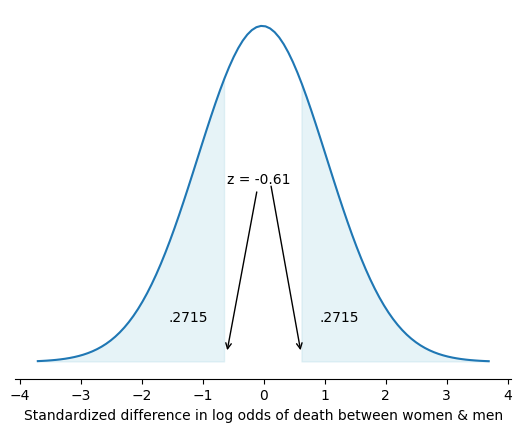 z = -0.61
.2715 .2715
−4 −3 −2 −1 0 1 2 3 4
Standardized difference in log odds of death between women & men